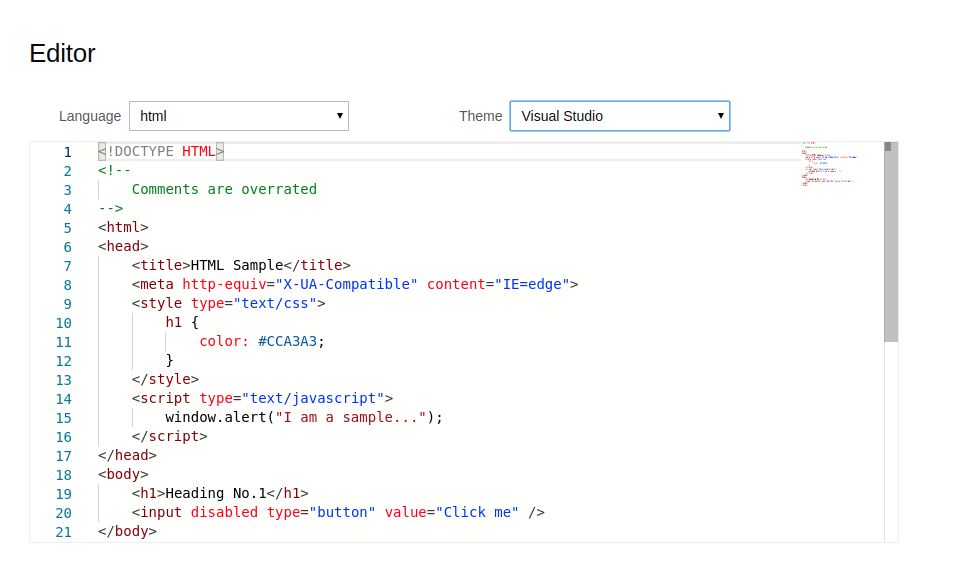 Editor
Language html Theme Visual Studio
1 <!DOCTYPE HTML>
2 <!--
3     Comments are overrated
4 -->
5 <html>
6 <head>
7     <title>HTML Sample</title>
8     <meta http-equiv="X-UA-Compatible" content="IE=edge">
9     <style type="text/css">
10         h1 {
11             color: #CCA3A3;
12         }
13     </style>
14     <script type="text/javascript">
15         window.alert("I am a sample...");
16     </script>
17 </head>
18 <body>
19     <h1>Heading No.1</h1>
20     <input disabled type="button" value="Click me" />
21 </body>